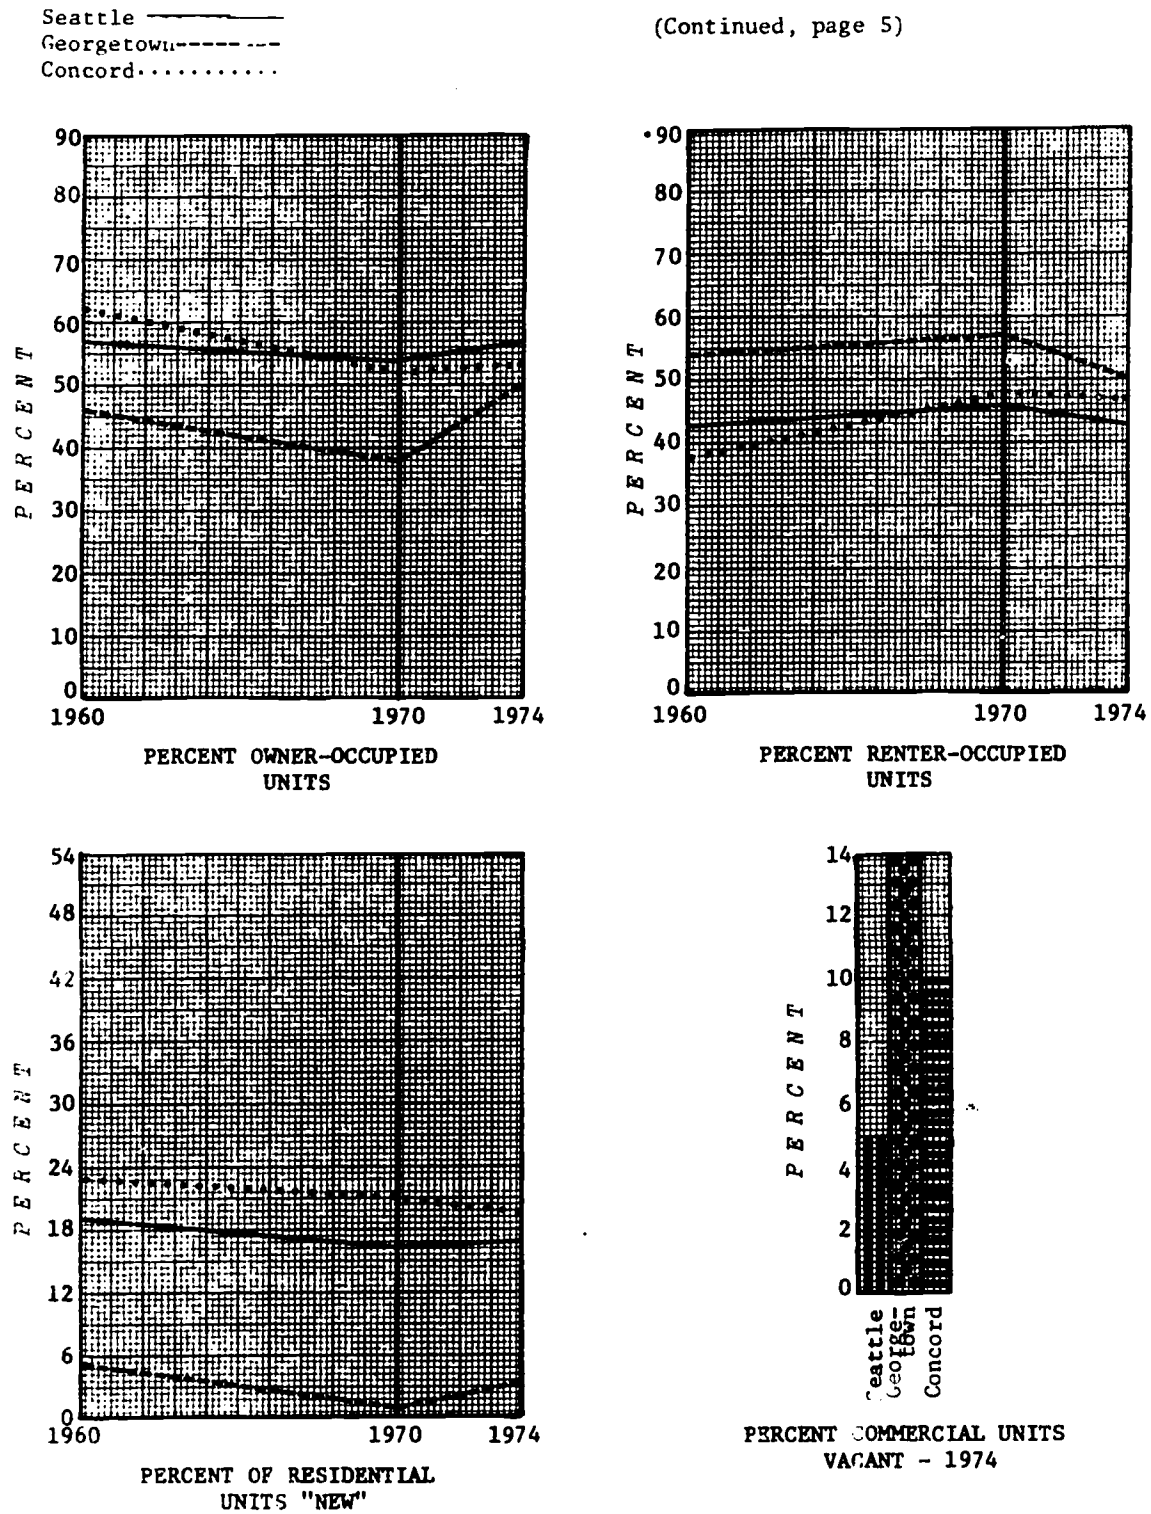 Seattle
Georgetown
Concord
(Continued, page 5)
90
80
70
60
50
40
30
20
10
0
PERCENT
1960 1970 1974
PERCENT OWNER-OCCUPIED
UNITS
90
80
70
60
50
40
30
20
10
0
PERCENT
1960 1970 1974
PERCENT RENTER-OCCUPIED
UNITS
54
48
42
36
30
24
18
12
6
0
PERCENT
1960 1970 1974
PERCENT OF RESIDENTIAL
UNITS "NEW"
14
12
10
8
6
4
2
0
PERCENT
Seattle
George-
town
Concord
PERCENT COMMERCIAL UNITS
VACANT - 1974